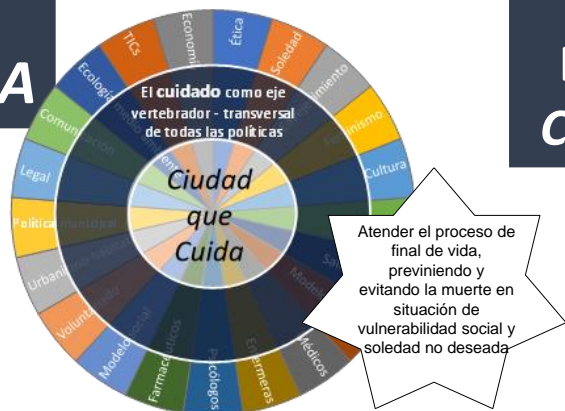 A
C
Economí
TICs
Ética
Soledad
Ecología
Comunicación
Legal
Política municipal
Voluntariado
Modelo social
Farmacéuticos
Psicólogos
Enfermeras
Médicos
Feminismo
Cultura
El cuidado como eje
vertebrador - transversal
de todas las políticas
Ciudad
que
Cuida
Atender el proceso de
final de vida,
previniendo y
evitando la muerte en
situación de
vulnerabilidad social y
soledad no deseada